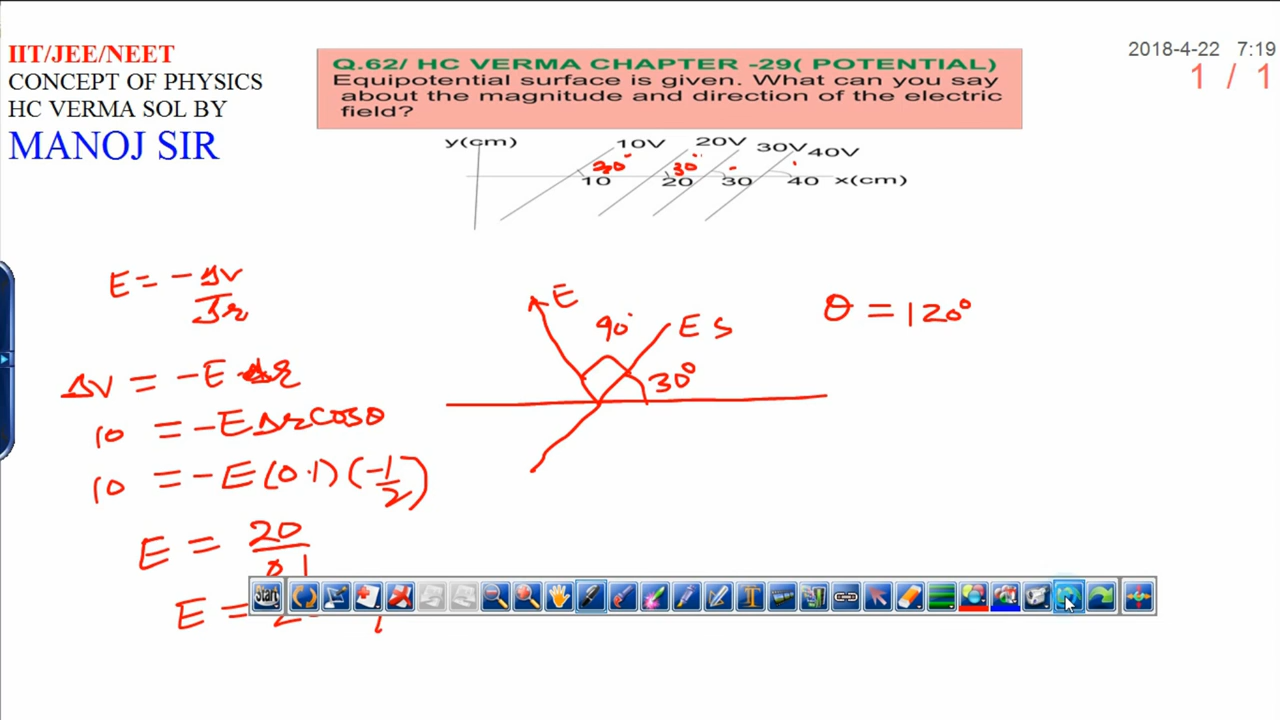 IIT/JEE/NEET
CONCEPT OF PHYSICS
HC VERMA SOL BY
MANOJ SIR
2018-4-22 7:19
1 / 1
Q.62/ HC VERMA CHAPTER -29( POTENTIAL)
Equipotential surface is given. What can you say
about the magnitude and direction of the electric
field?
y(cm) 10V 20V 30V 40V
30° 30°
10 20 30 40 x(cm)
E = - ΔV
Δr
ΔV = -E Δr
10 = -E Δr cosθ
10 = -E (0.1) (-1/2)
E = 20
0.1
E =
E
90°
E S
30°
θ = 120°
Start